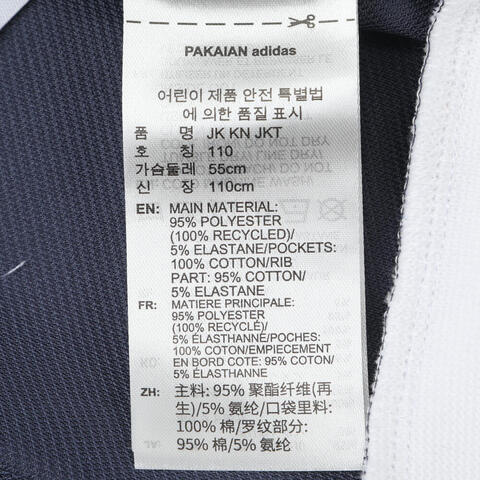 PAKAIAN adidas
어린이 제품 안전 특별법
에 의한 품질 표시
품 명 JK KN JKT
호 칭 110
가슴둘레 55cm
신 장 110cm
EN: MAIN MATERIAL:
95% POLYESTER
(100% RECYCLED)/
5% ELASTANE/POCKETS:
100% COTTON/RIB
PART: 95% COTTON/
5% ELASTANE
FR: MATIERE PRINCIPALE:
95% POLYESTER
(100% RECYCLÉ)/
5% ÉLASTHANNE/POCHES:
100% COTON/EMPIECEMENT
EN BORD COTE: 95% COTON/
5% ÉLASTHANNE
ZH: 主料: 95% 聚酯纤维(再
生)/5% 氨纶/口袋里料:
100% 棉/罗纹部分:
95% 棉/5% 氨纶